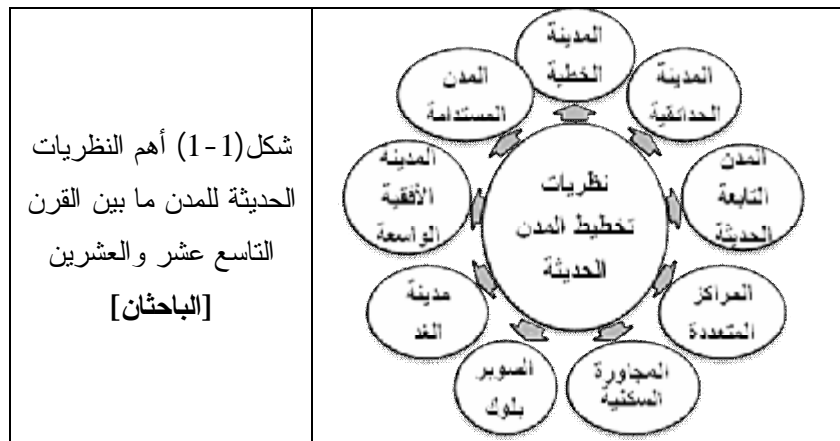 شكل(1-1) أهم النظريات
الحديثة للمدن ما بين القرن
التاسع عشر والعشرين
[الباحثان]
نظريات
تخطيط المدن
الحديثة
المدينة
الخطية
المدينة
الحدائقية
المدن
التابعة
الحديثة
المراكز
المتعددة
المجاورة
السكنية
السوبر
بلوك
مدينة
الغد
المدينة
الأفقية
الواسعة
المدن
المستدامة